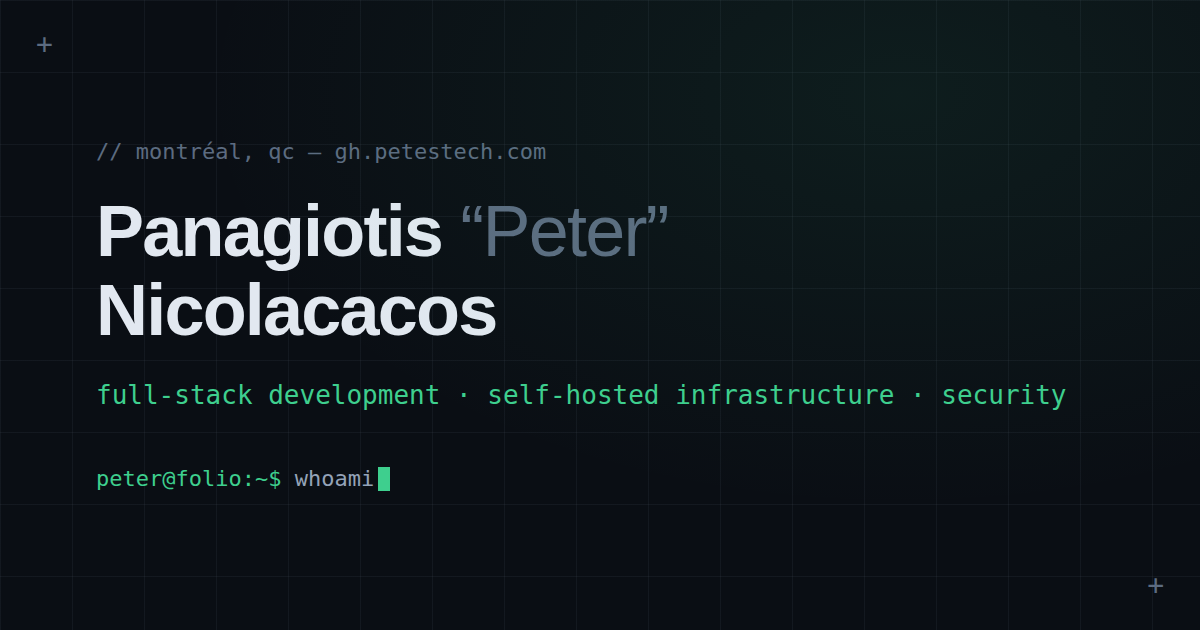 +
// montréal, qc — gh.petestech.com
Panagiotis “Peter”
Nicolacacos
full-stack development · self-hosted infrastructure · security
peter@folio:~$ whoami
+